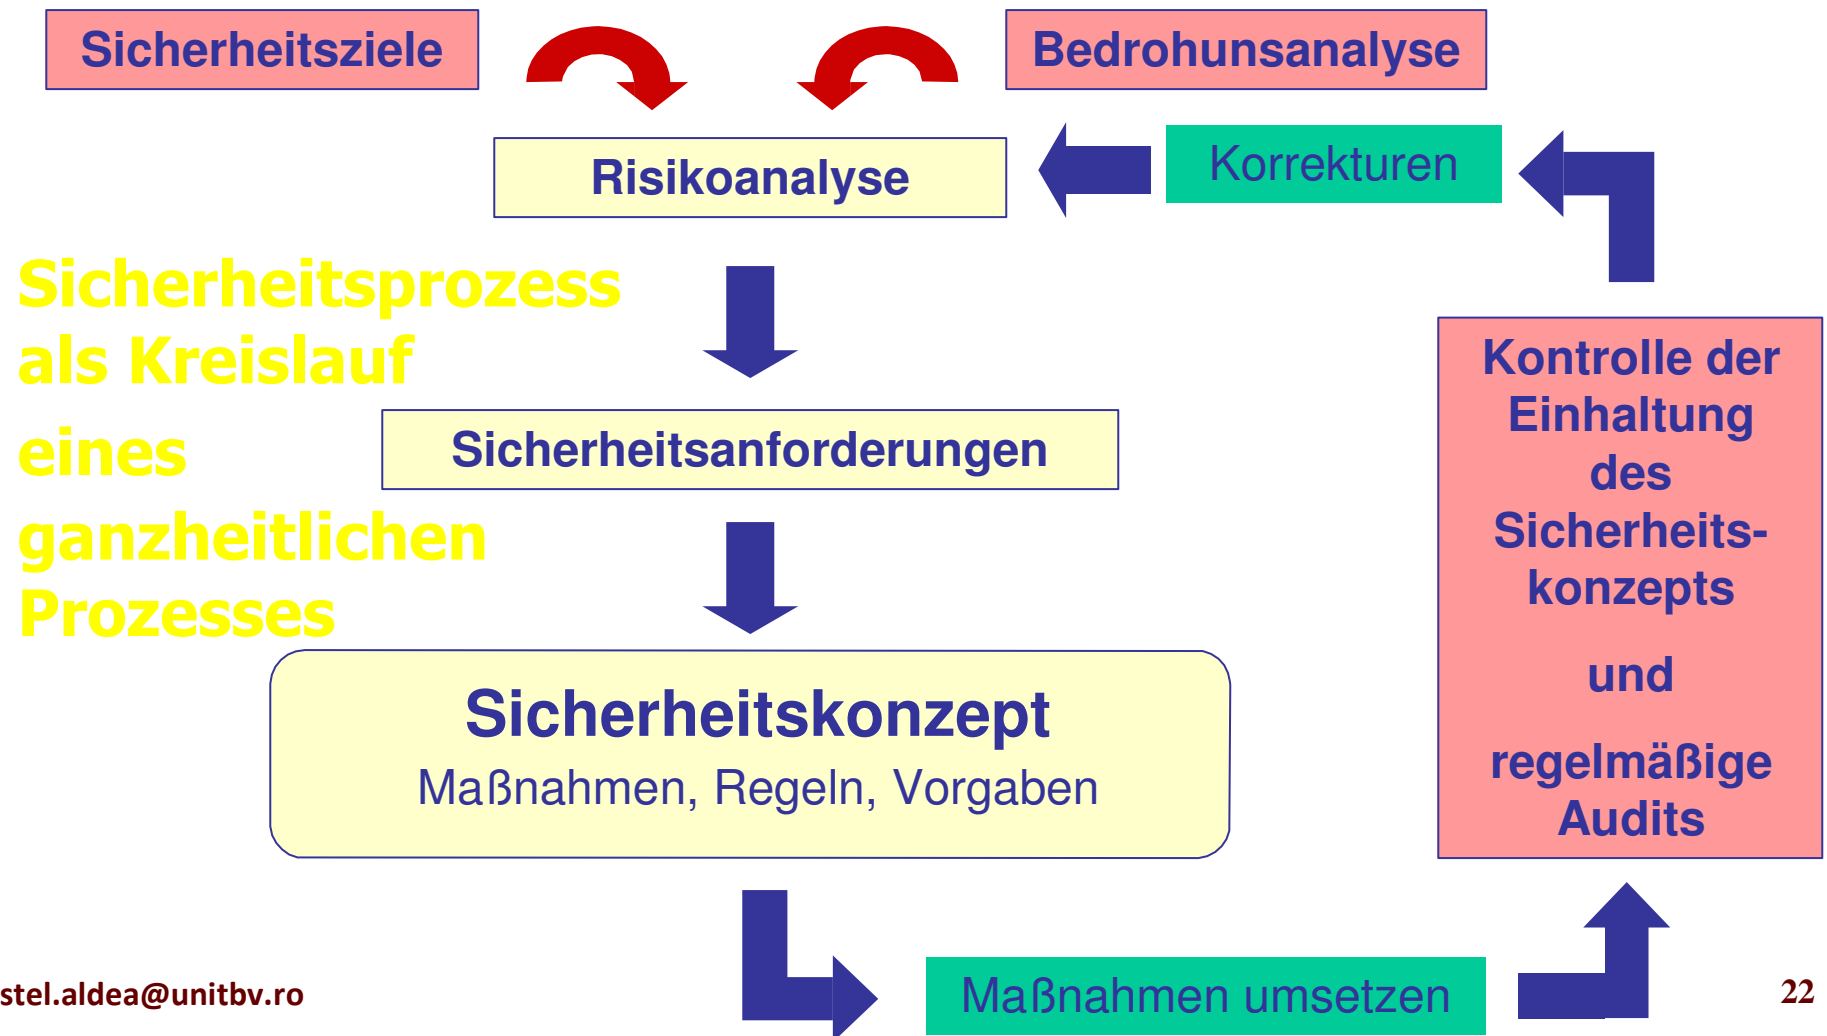 Sicherheitsziele
Bedrohunsanalyse
Risikoanalyse
Korrekturen
Sicherheitsprozess
als Kreislauf
eines
ganzheitlichen
Prozesses
Sicherheitsanforderungen
Sicherheitskonzept
Maßnahmen, Regeln, Vorgaben
Kontrolle der
Einhaltung
des
Sicherheits-
konzepts
und
regelmäßige
Audits
Maßnahmen umsetzen
stel.aldea@unitbv.ro
22